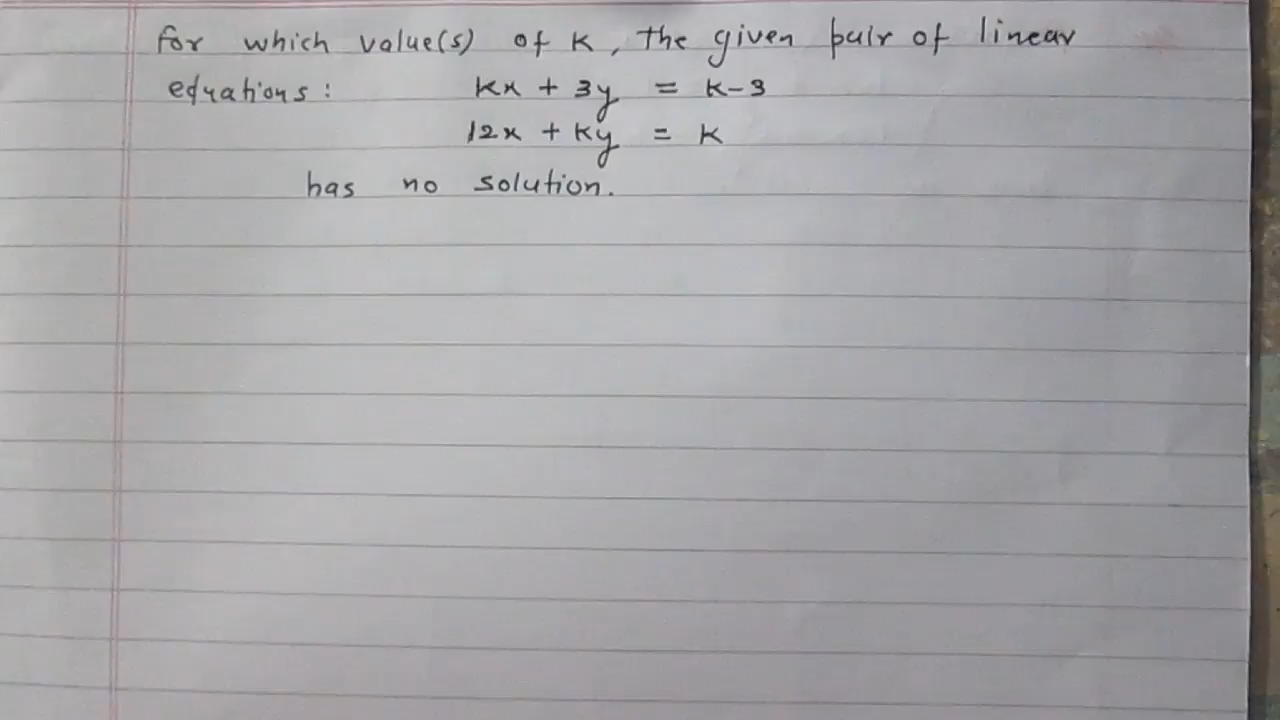 for which value(s) of k, the given pair of linear
equations: kx + 3y = k-3
12x + ky = k
has no solution.